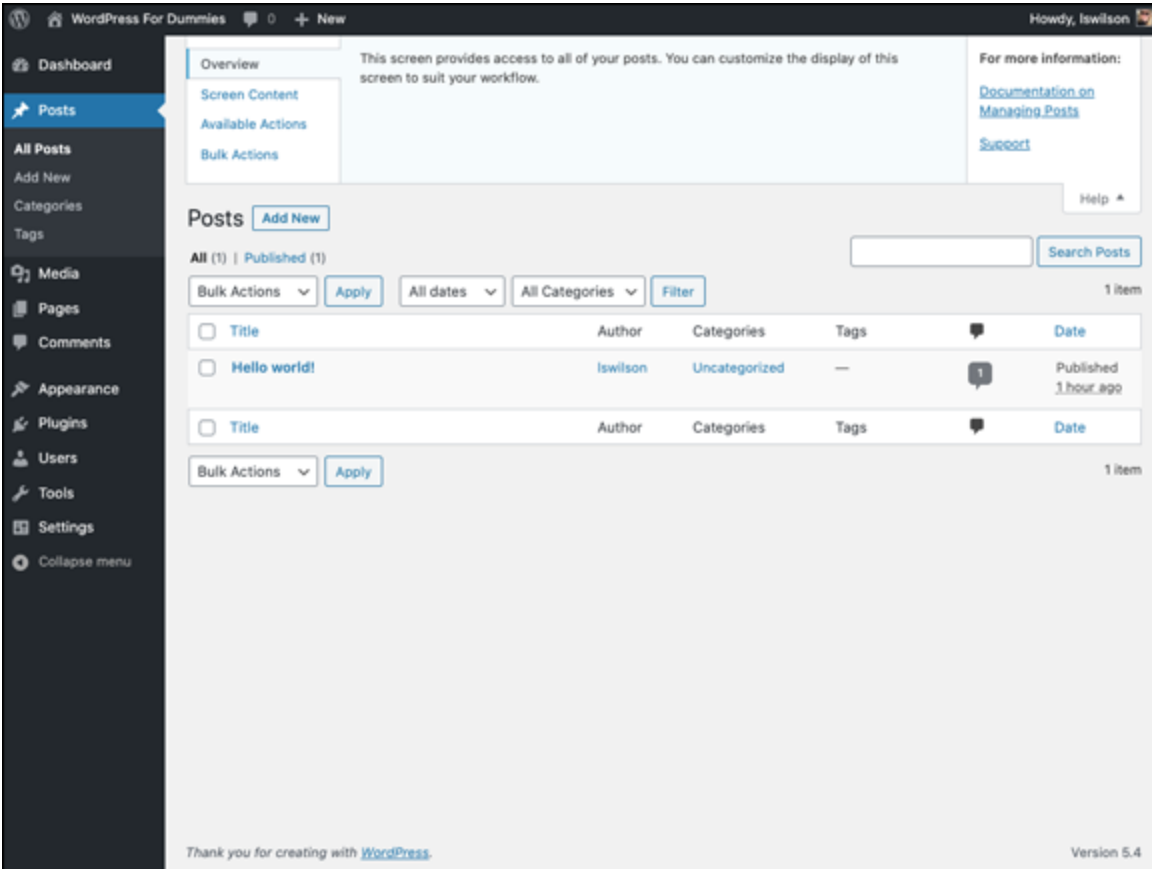 WordPress For Dummies 0 + New Howdy, lswilson
Dashboard
Posts
All Posts
Add New
Categories
Tags
Media
Pages
Comments
Appearance
Plugins
Users
Tools
Settings
Collapse menu
Overview
Screen Content
Available Actions
Bulk Actions
This screen provides access to all of your posts. You can customize the display of this
screen to suit your workflow.
For more information:
Documentation on
Managing Posts
Support
Help
Posts Add New
All (1) | Published (1)
Search Posts
Bulk Actions Apply All dates All Categories Filter 1 item
Title Author Categories Tags Date
Hello world! lswilson Uncategorized — 1 Published
1 hour ago
Title Author Categories Tags Date
Bulk Actions Apply 1 item
Thank you for creating with WordPress. Version 5.4